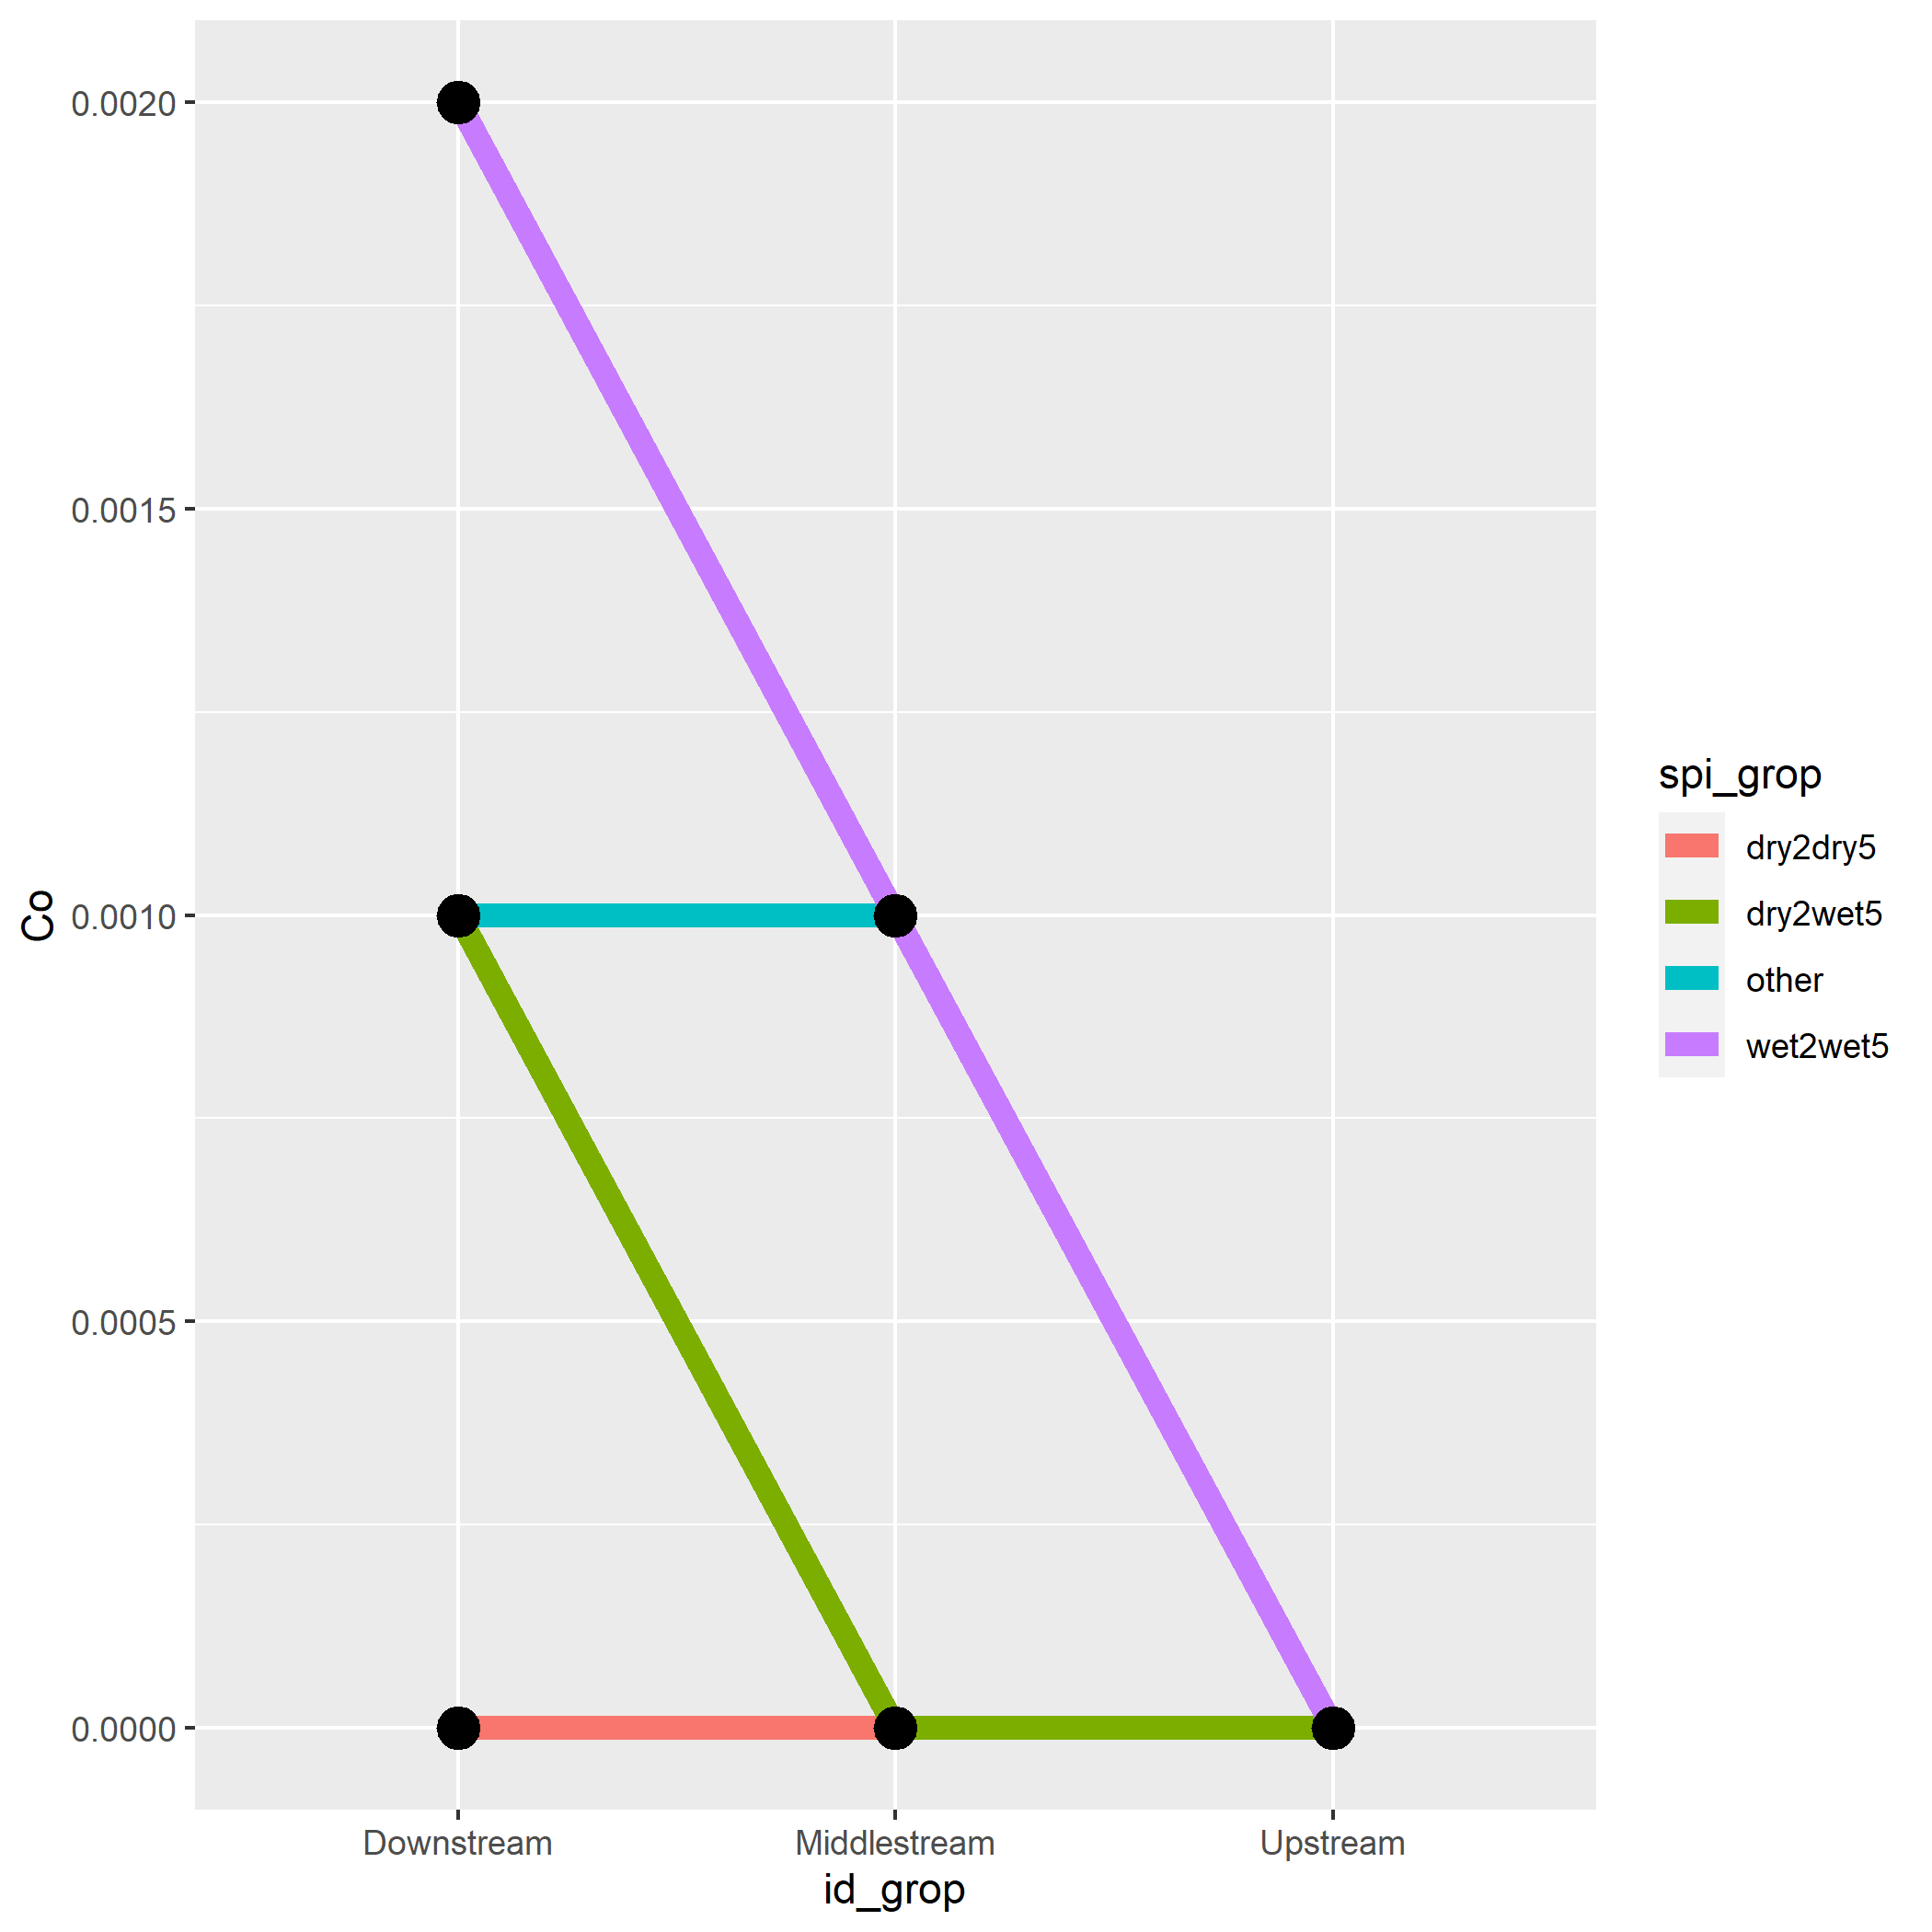 0.0020
0.0015
0.0010
0.0005
0.0000
Co
Downstream
Middlestream
Upstream
id_grop
spi_grop
dry2dry5
dry2wet5
other
wet2wet5